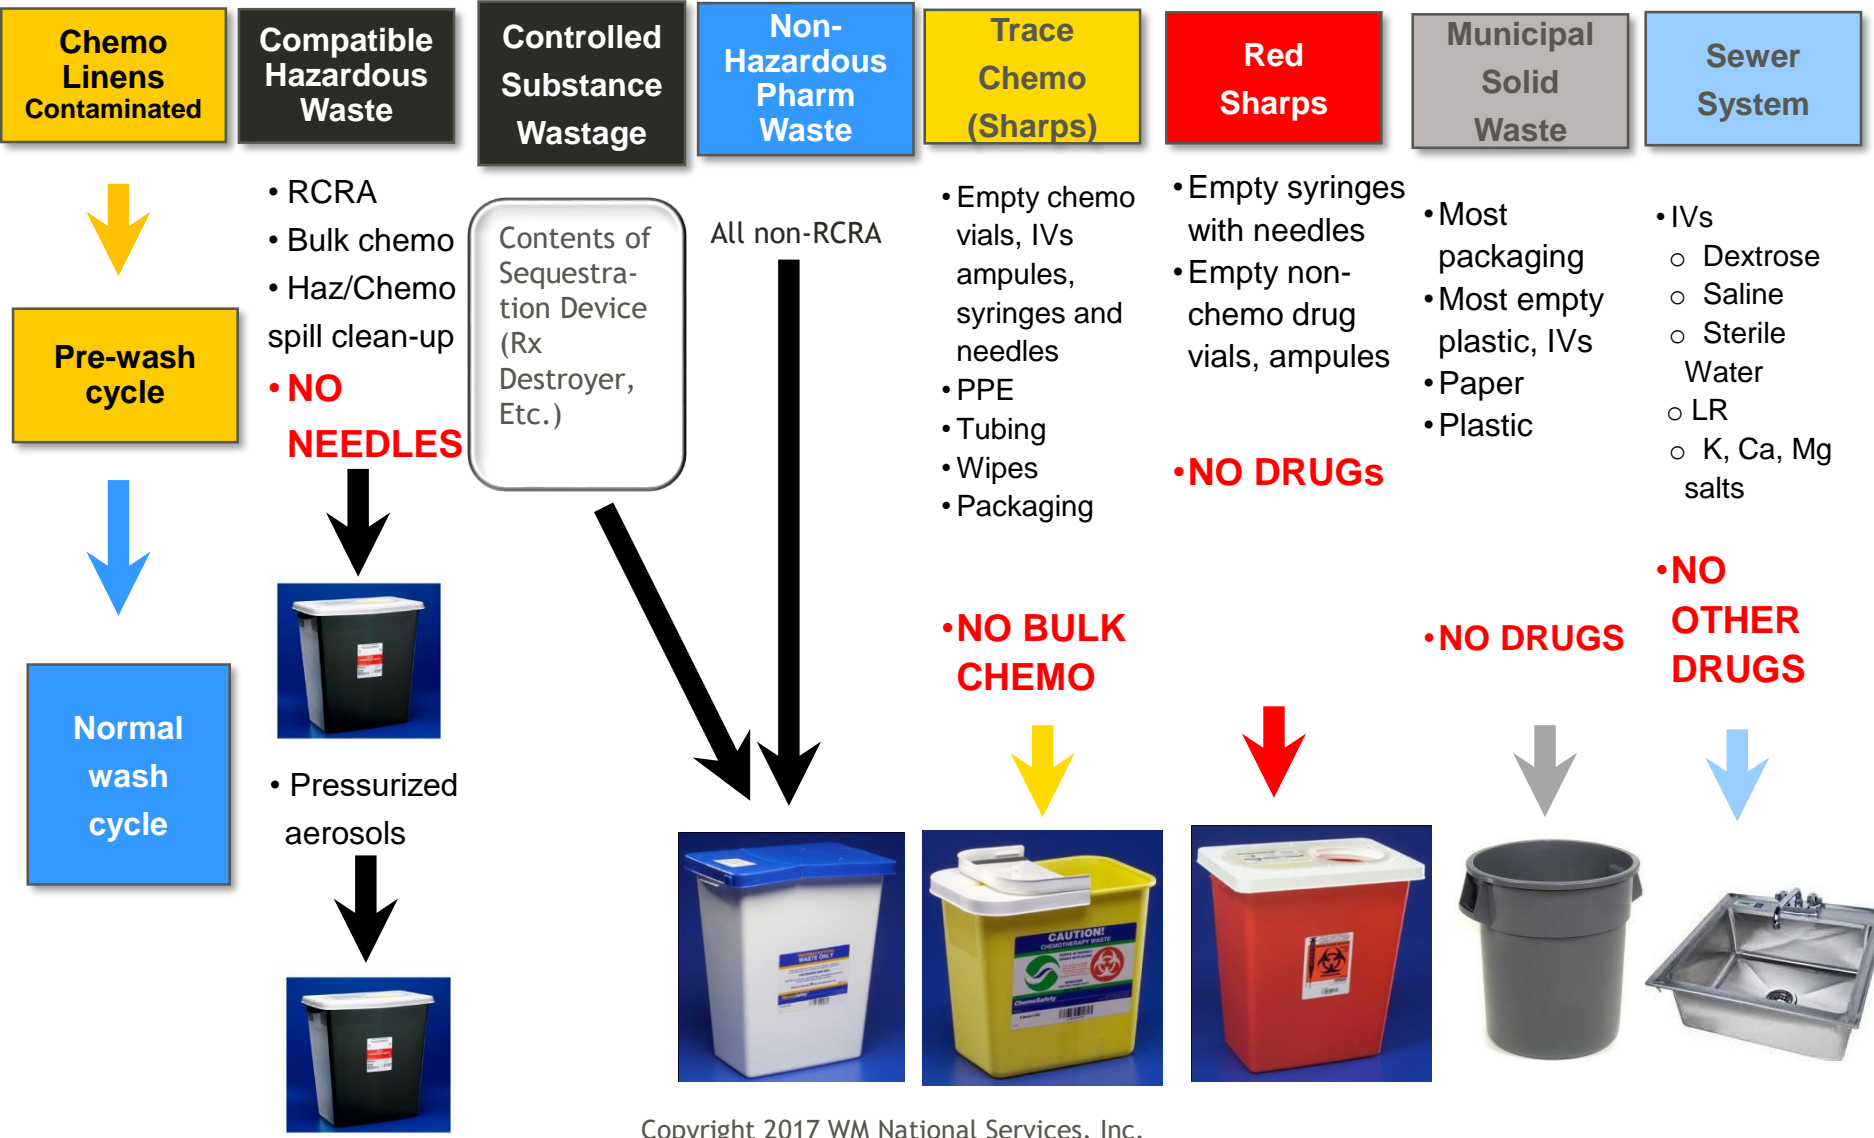 Chemo
Linens
Contaminated
Pre-wash
cycle
Normal
wash
cycle
Compatible
Hazardous
Waste
• RCRA
• Bulk chemo
• Haz/Chemo
spill clean-up
• NO
NEEDLES
• Pressurized
aerosols
Controlled
Substance
Wastage
Contents of
Sequestra-
tion Device
(Rx
Destroyer,
Etc.)
Non-
Hazardous
Pharm
Waste
All non-RCRA
WASTE ONLY
Trace
Chemo
(Sharps)
• Empty chemo
vials, IVs
ampules,
syringes and
needles
• PPE
• Tubing
• Wipes
• Packaging
• NO BULK
CHEMO
CAUTION!
CHEMOTHERAPY WASTE
ChemoSafety
Red
Sharps
• Empty syringes
with needles
• Empty non-
chemo drug
vials, ampules
• NO DRUGs
Municipal
Solid
Waste
• Most
packaging
• Most empty
plastic, IVs
• Paper
• Plastic
• NO DRUGS
Sewer
System
• IVs
o Dextrose
o Saline
o Sterile
Water
o LR
o K, Ca, Mg
salts
• NO
OTHER
DRUGS
Copyright 2017 WM National Services, Inc.